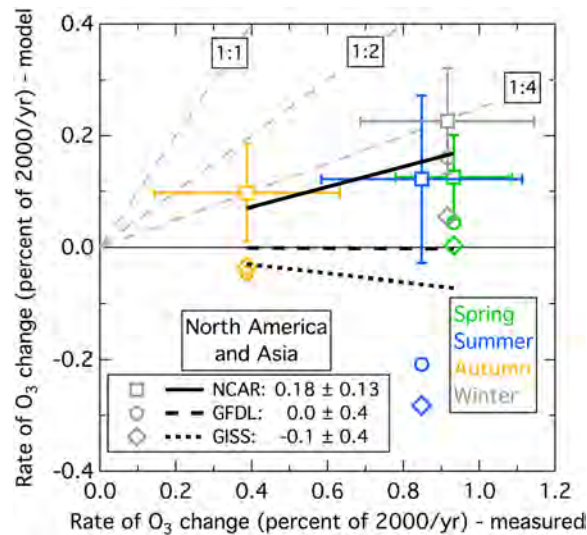 0.4
0.2
0.0
-0.2
-0.4
Rate of O3 change (percent of 2000/yr) - model
1:1
1:2
1:4
North America
and Asia
NCAR: 0.18 ± 0.13
GFDL: 0.0 ± 0.4
GISS: -0.1 ± 0.4
Spring
Summer
Autumn
Winter
0.0 0.2 0.4 0.6 0.8 1.0 1.2
Rate of O3 change (percent of 2000/yr) - measured